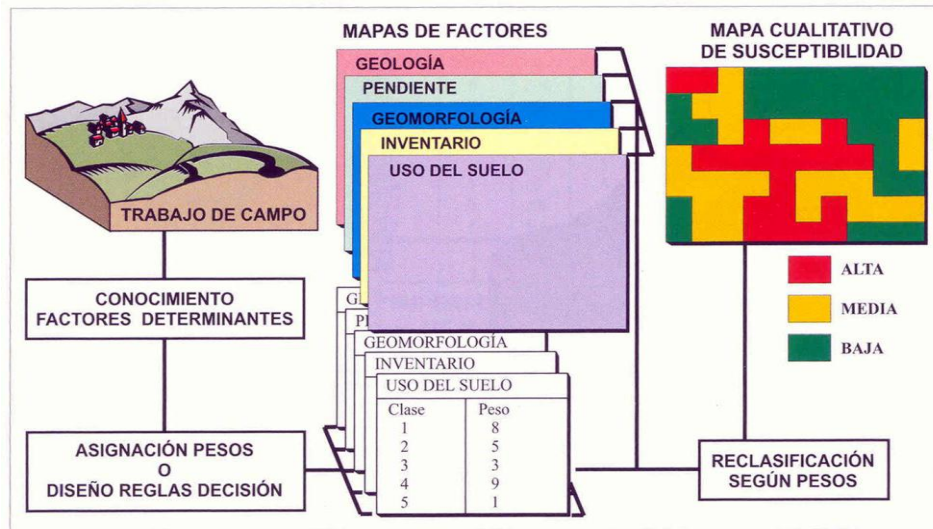 MAPAS DE FACTORES
GEOLOGÍA
PENDIENTE
GEOMORFOLOGÍA
INVENTARIO
USO DEL SUELO
MAPA CUALITATIVO
DE SUSCEPTIBILIDAD
ALTA
MEDIA
BAJA
TRABAJO DE CAMPO
CONOCIMIENTO
FACTORES DETERMINANTES
ASIGNACIÓN PESOS
O
DISEÑO REGLAS DECISIÓN
G
P
GEOMORFOLOGÍA
INVENTARIO
USO DEL SUELO
Clase Peso
1 8
2 5
3 3
4 9
5 1
RECLASIFICACIÓN
SEGÚN PESOS